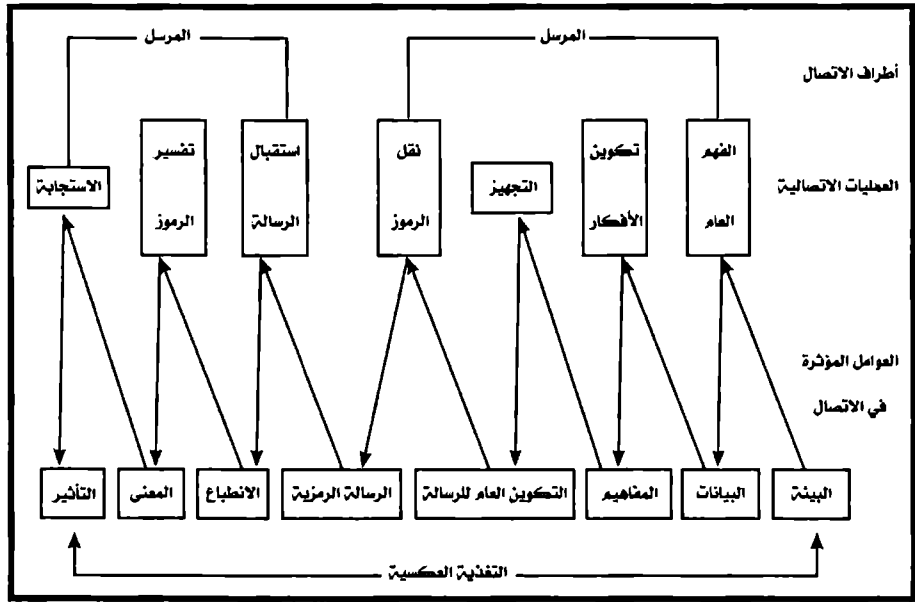 المرسل
المرسل
أطراف الاتصال
الفهم
العام
تكوين
الأفكار
التجهيز
نقل
الرموز
استقبال
الرسالة
تفسير
الرموز
الاستجابة
العمليات الاتصالية
العوامل المؤثرة
في الاتصال
البيئة
البيانات
المفاهيم
التكوين العام للرسالة
الرسالة الرمزية
الانطباع
المعنى
التأثير
التغذية العكسية